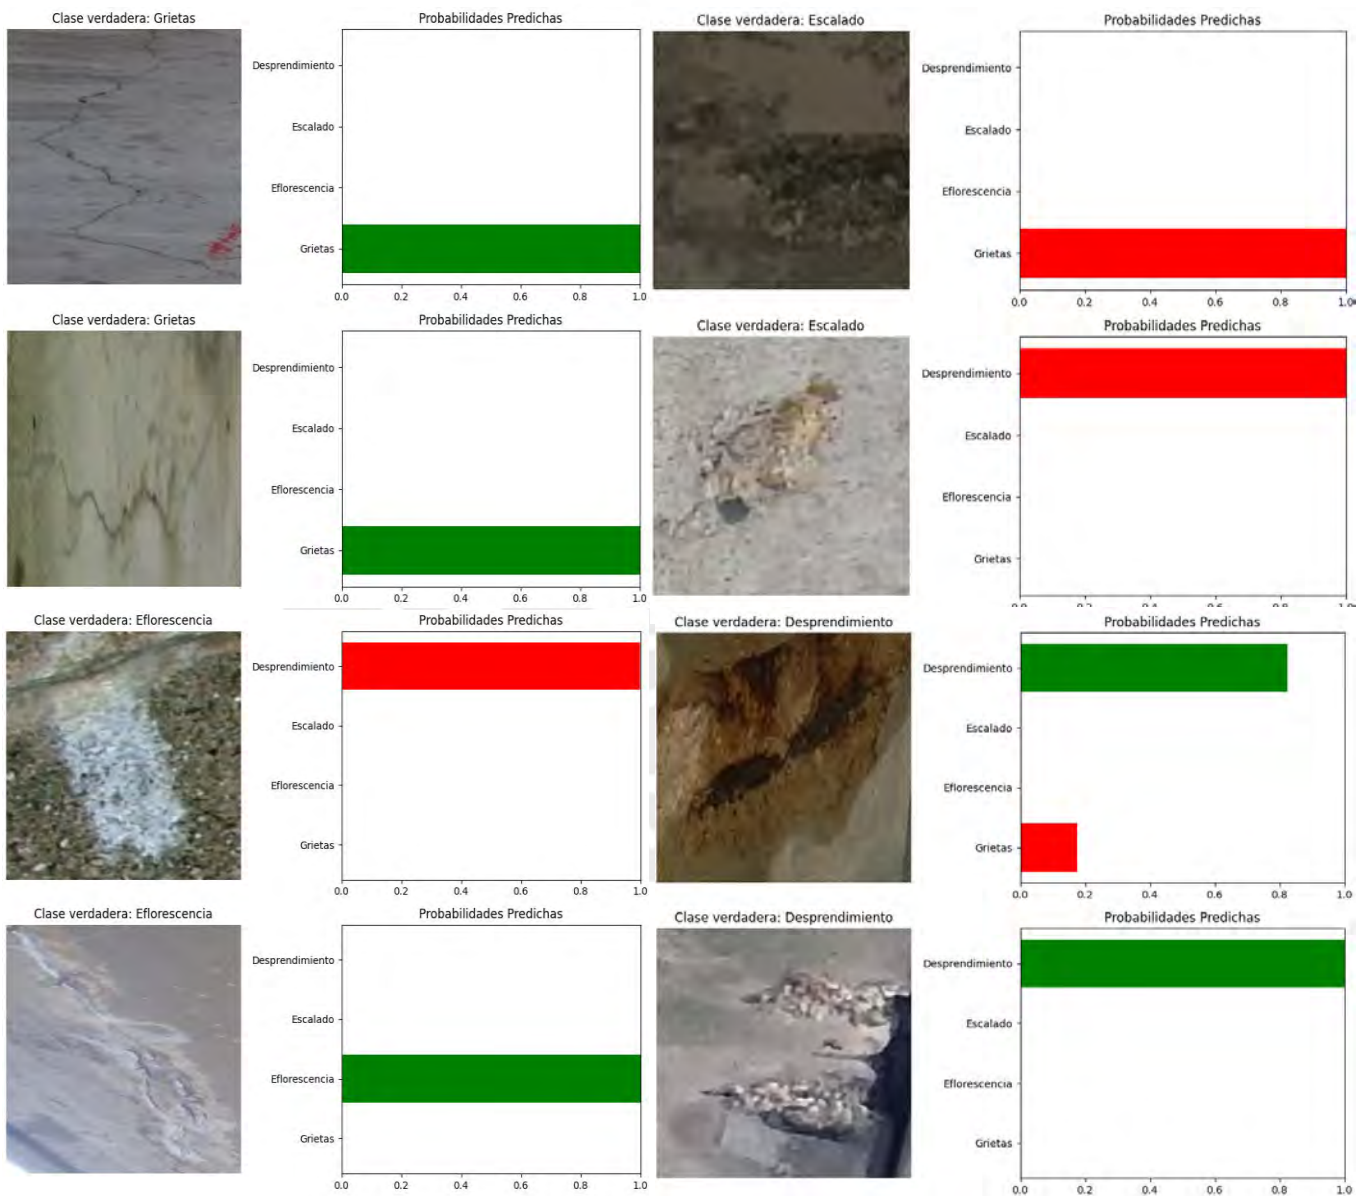 Clase verdadera: Grietas
Probabilidades Predichas
Desprendimiento
Escalado
Eflorescencia
Grietas
0.0 0.2 0.4 0.6 0.8 1.0
Clase verdadera: Escalado
Probabilidades Predichas
Desprendimiento
Escalado
Eflorescencia
Grietas
0.0 0.2 0.4 0.6 0.8 1.0
Clase verdadera: Grietas
Probabilidades Predichas
Desprendimiento
Escalado
Eflorescencia
Grietas
0.0 0.2 0.4 0.6 0.8 1.0
Clase verdadera: Escalado
Probabilidades Predichas
Desprendimiento
Escalado
Eflorescencia
Grietas
Clase verdadera: Eflorescencia
Probabilidades Predichas
Desprendimiento
Escalado
Eflorescencia
Grietas
0.0 0.2 0.4 0.6 0.8 1.0
Clase verdadera: Desprendimiento
Probabilidades Predichas
Desprendimiento
Escalado
Eflorescencia
Grietas
0.0 0.2 0.4 0.6 0.8 1.0
Clase verdadera: Eflorescencia
Probabilidades Predichas
Desprendimiento
Escalado
Eflorescencia
Grietas
0.0 0.2 0.4 0.6 0.8 1.0
Clase verdadera: Desprendimiento
Probabilidades Predichas
Desprendimiento
Escalado
Eflorescencia
Grietas
0.0 0.2 0.4 0.6 0.8 1.0